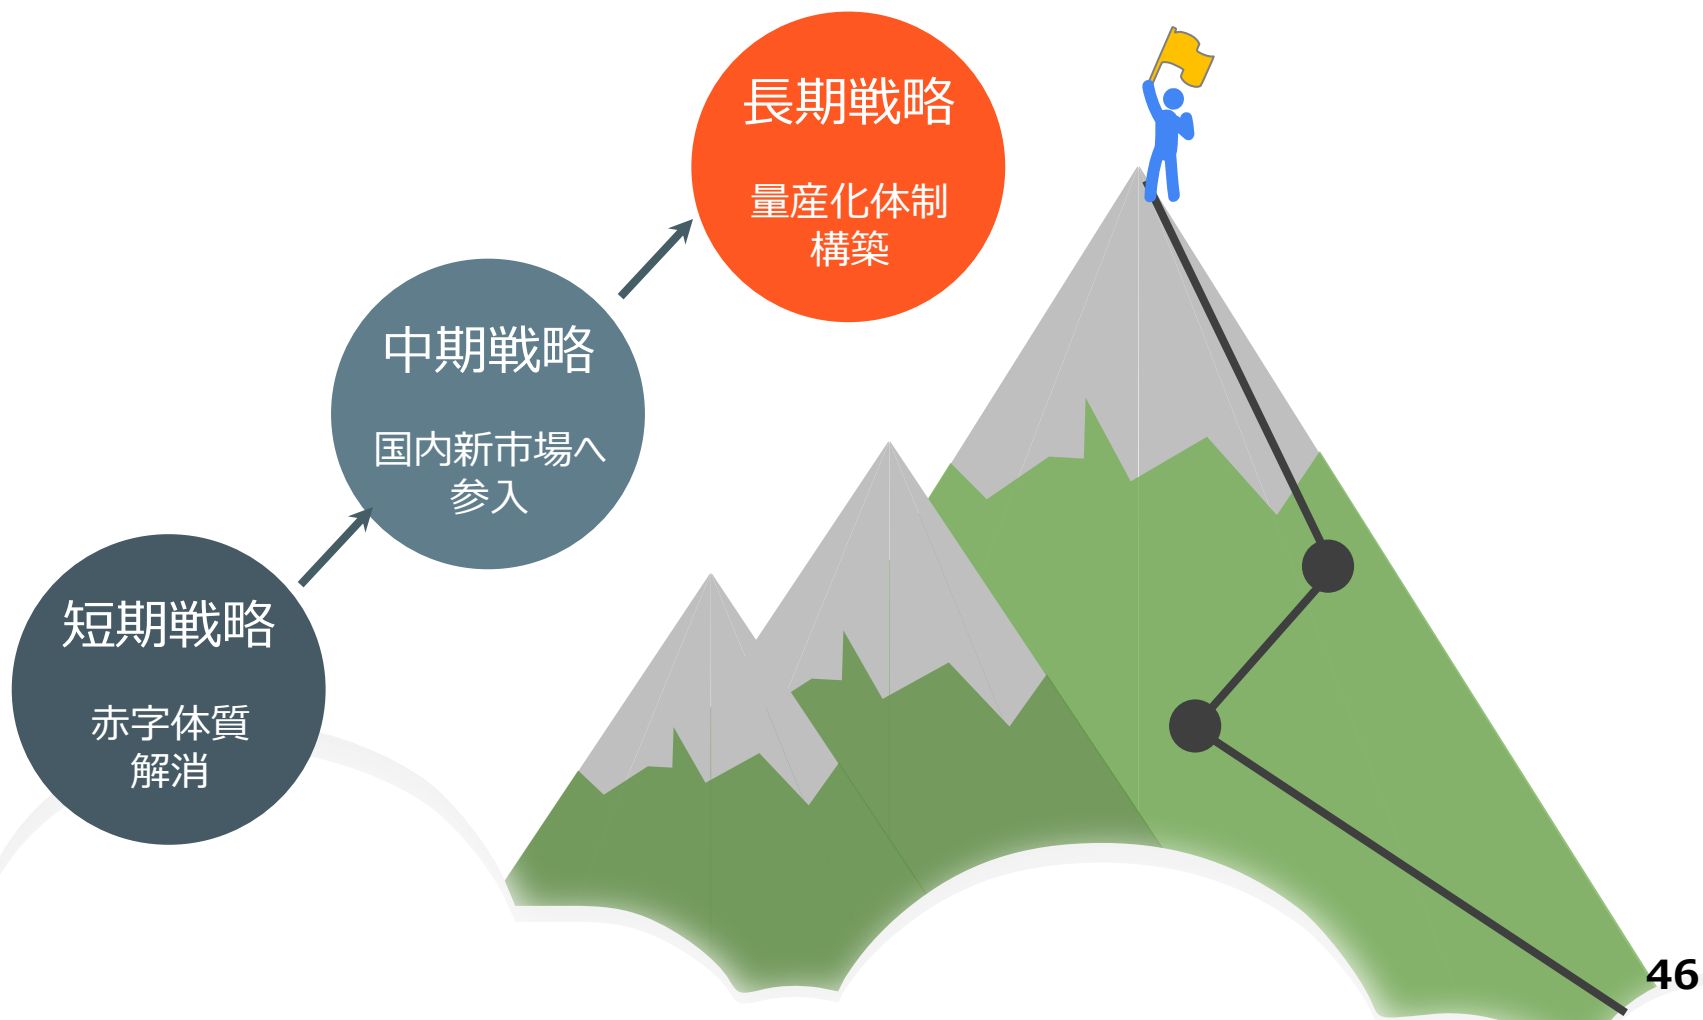 長期戦略
量産化体制
構築
中期戦略
国内新市場へ
参入
短期戦略
赤字体質
解消
46